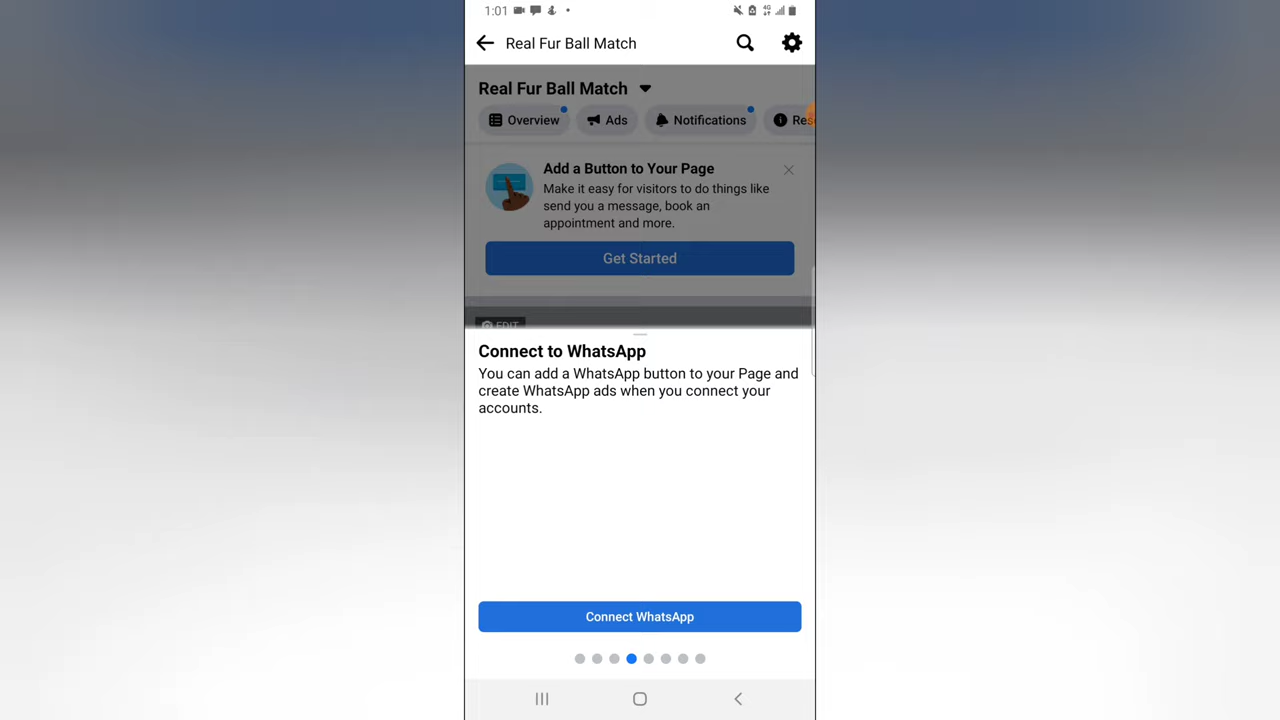 1:01
4G
Real Fur Ball Match
Real Fur Ball Match
Overview
Ads
Notifications
Add a Button to Your Page
Make it easy for visitors to do things like
send you a message, book an
appointment and more.
Get Started
EDIT
Connect to WhatsApp
You can add a WhatsApp button to your Page and
create WhatsApp ads when you connect your
accounts.
Connect WhatsApp